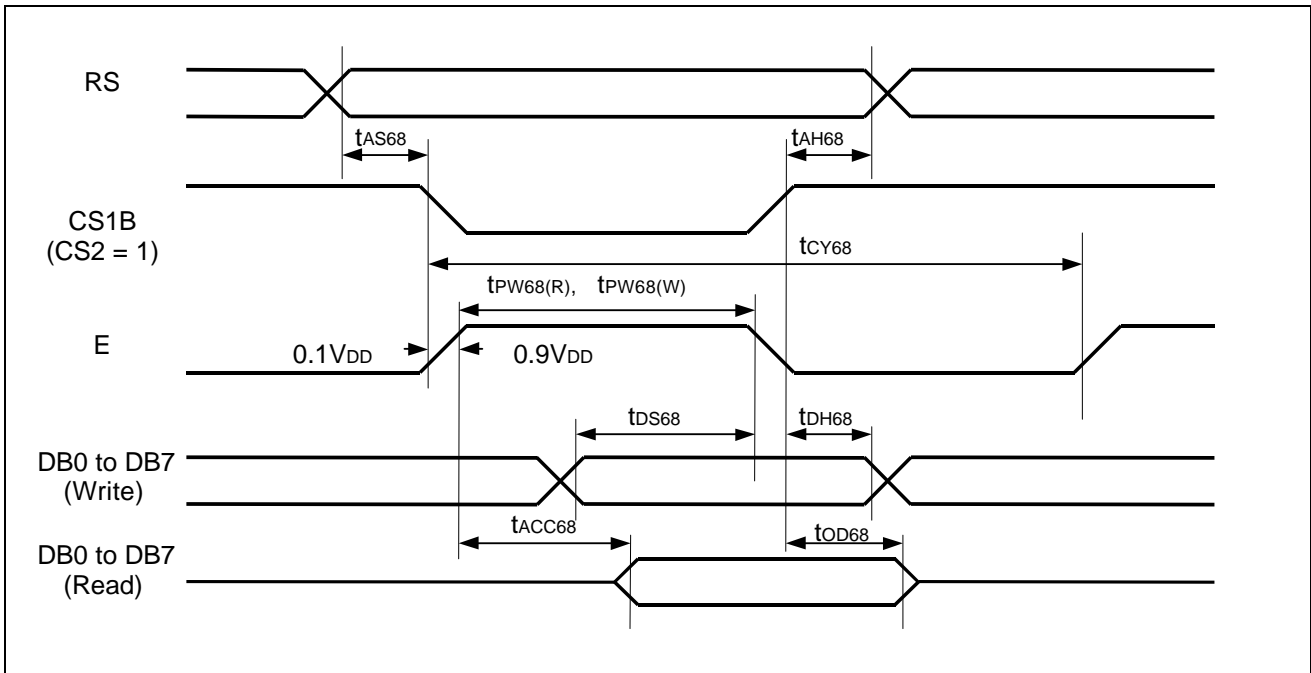 RS
tAS68 tAH68
CS1B
(CS2 = 1)
tCY68
tPW68(R), tPW68(W)
E
0.1VDD 0.9VDD
tDS68 tDH68
DB0 to DB7
(Write)
tACC68 tOD68
DB0 to DB7
(Read)